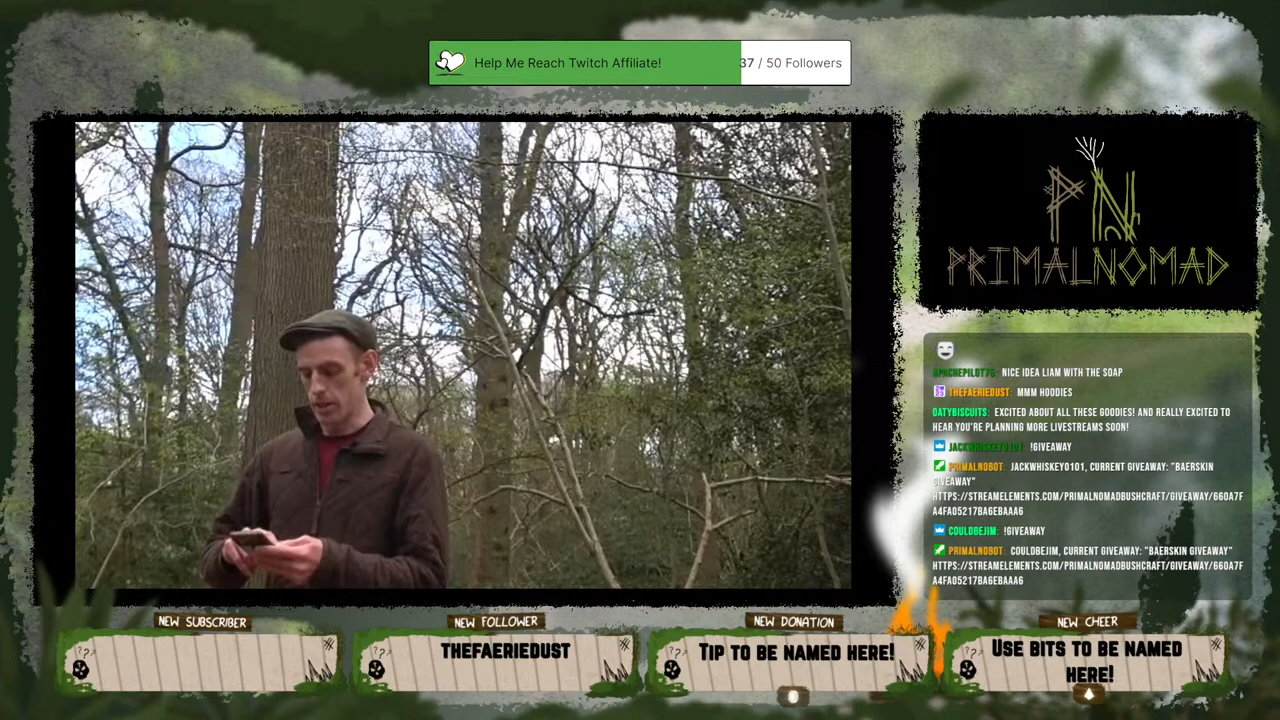 Help Me Reach Twitch Affiliate!
37 / 50 Followers
PN
PRIMALNOMAD
APACHEPILOT76: NICE IDEA LIAM WITH THE SOAP
THEFAERIEDUST: MMM HOODIES
OATYBISCUITS: EXCITED ABOUT ALL THESE GOODIES! AND REALLY EXCITED TO
HEAR YOU'RE PLANNING MORE LIVESTREAMS SOON!
JACKWHISKEY0101: !GIVEAWAY
PRIMALNOBOT: JACKWHISKEY0101, CURRENT GIVEAWAY: "BAERSKIN
GIVEAWAY"
HTTPS://STREAMELEMENTS.COM/PRIMALNOMADBUSHCRAFT/GIVEAWAY/660A7F
A4FA05217BA6EBAAA6
COULDBEJIM: !GIVEAWAY
PRIMALNOBOT: COULDBEJIM, CURRENT GIVEAWAY: "BAERSKIN GIVEAWAY"
HTTPS://STREAMELEMENTS.COM/PRIMALNOMADBUSHCRAFT/GIVEAWAY/660A7F
A4FA05217BA6EBAAA6
NEW SUBSCRIBER
NEW FOLLOWER
THEFAERIEDUST
NEW DONATION
TIP TO BE NAMED HERE!
NEW CHEER
USE BITS TO BE NAMED
HERE!